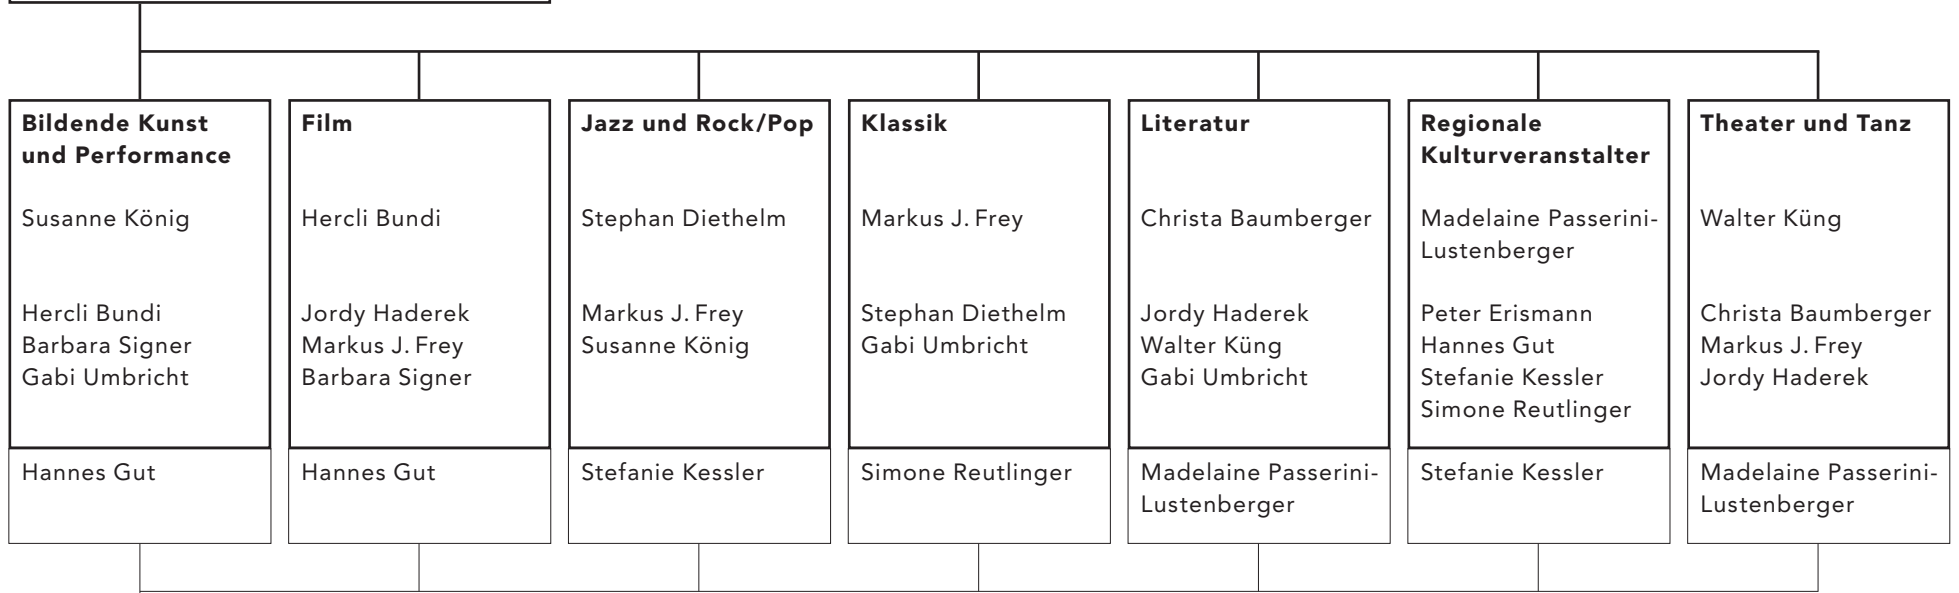 Bildende Kunst
und Performance
Susanne König
Hercli Bundi
Barbara Signer
Gabi Umbricht
Hannes Gut
Film
Hercli Bundi
Jordy Haderek
Markus J. Frey
Barbara Signer
Hannes Gut
Jazz und Rock/Pop
Stephan Diethelm
Markus J. Frey
Susanne König
Stefanie Kessler
Klassik
Markus J. Frey
Stephan Diethelm
Gabi Umbricht
Simone Reutlinger
Literatur
Christa Baumberger
Jordy Haderek
Walter Küng
Gabi Umbricht
Madelaine Passerini-
Lustenberger
Regionale
Kulturveranstalter
Madelaine Passerini-
Lustenberger
Peter Erismann
Hannes Gut
Stefanie Kessler
Simone Reutlinger
Stefanie Kessler
Theater und Tanz
Walter Küng
Christa Baumberger
Markus J. Frey
Jordy Haderek
Madelaine Passerini-
Lustenberger